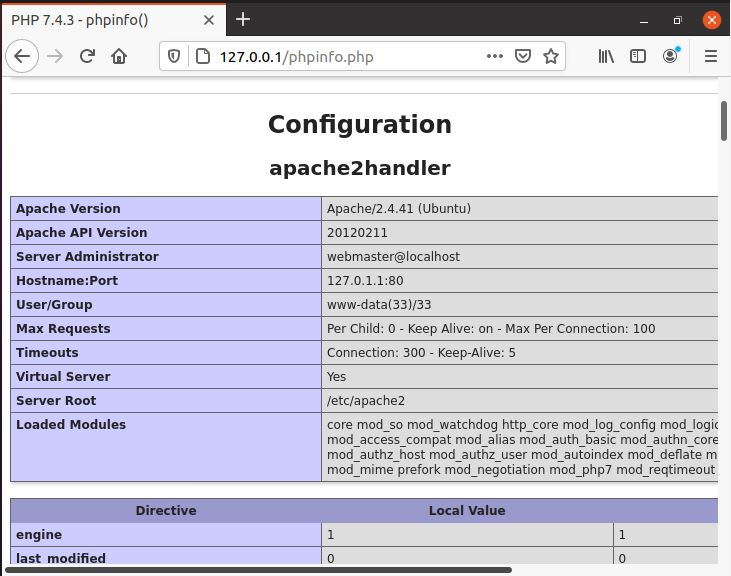 PHP 7.4.3 - phpinfo()
127.0.0.1/phpinfo.php
Configuration
apache2handler
Apache Version Apache/2.4.41 (Ubuntu)
Apache API Version 20120211
Server Administrator webmaster@localhost
Hostname:Port 127.0.1.1:80
User/Group www-data(33)/33
Max Requests Per Child: 0 - Keep Alive: on - Max Per Connection: 100
Timeouts Connection: 300 - Keep-Alive: 5
Virtual Server Yes
Server Root /etc/apache2
Loaded Modules core mod_so mod_watchdog http_core mod_log_config
mod_access_compat mod_alias mod_auth_basic mod_authn_core
mod_authz_host mod_authz_user mod_autoindex mod_deflate
mod_mime prefork mod_negotiation mod_php7 mod_reqtimeout
Directive Local Value
engine 1 1
last_modified 0 0